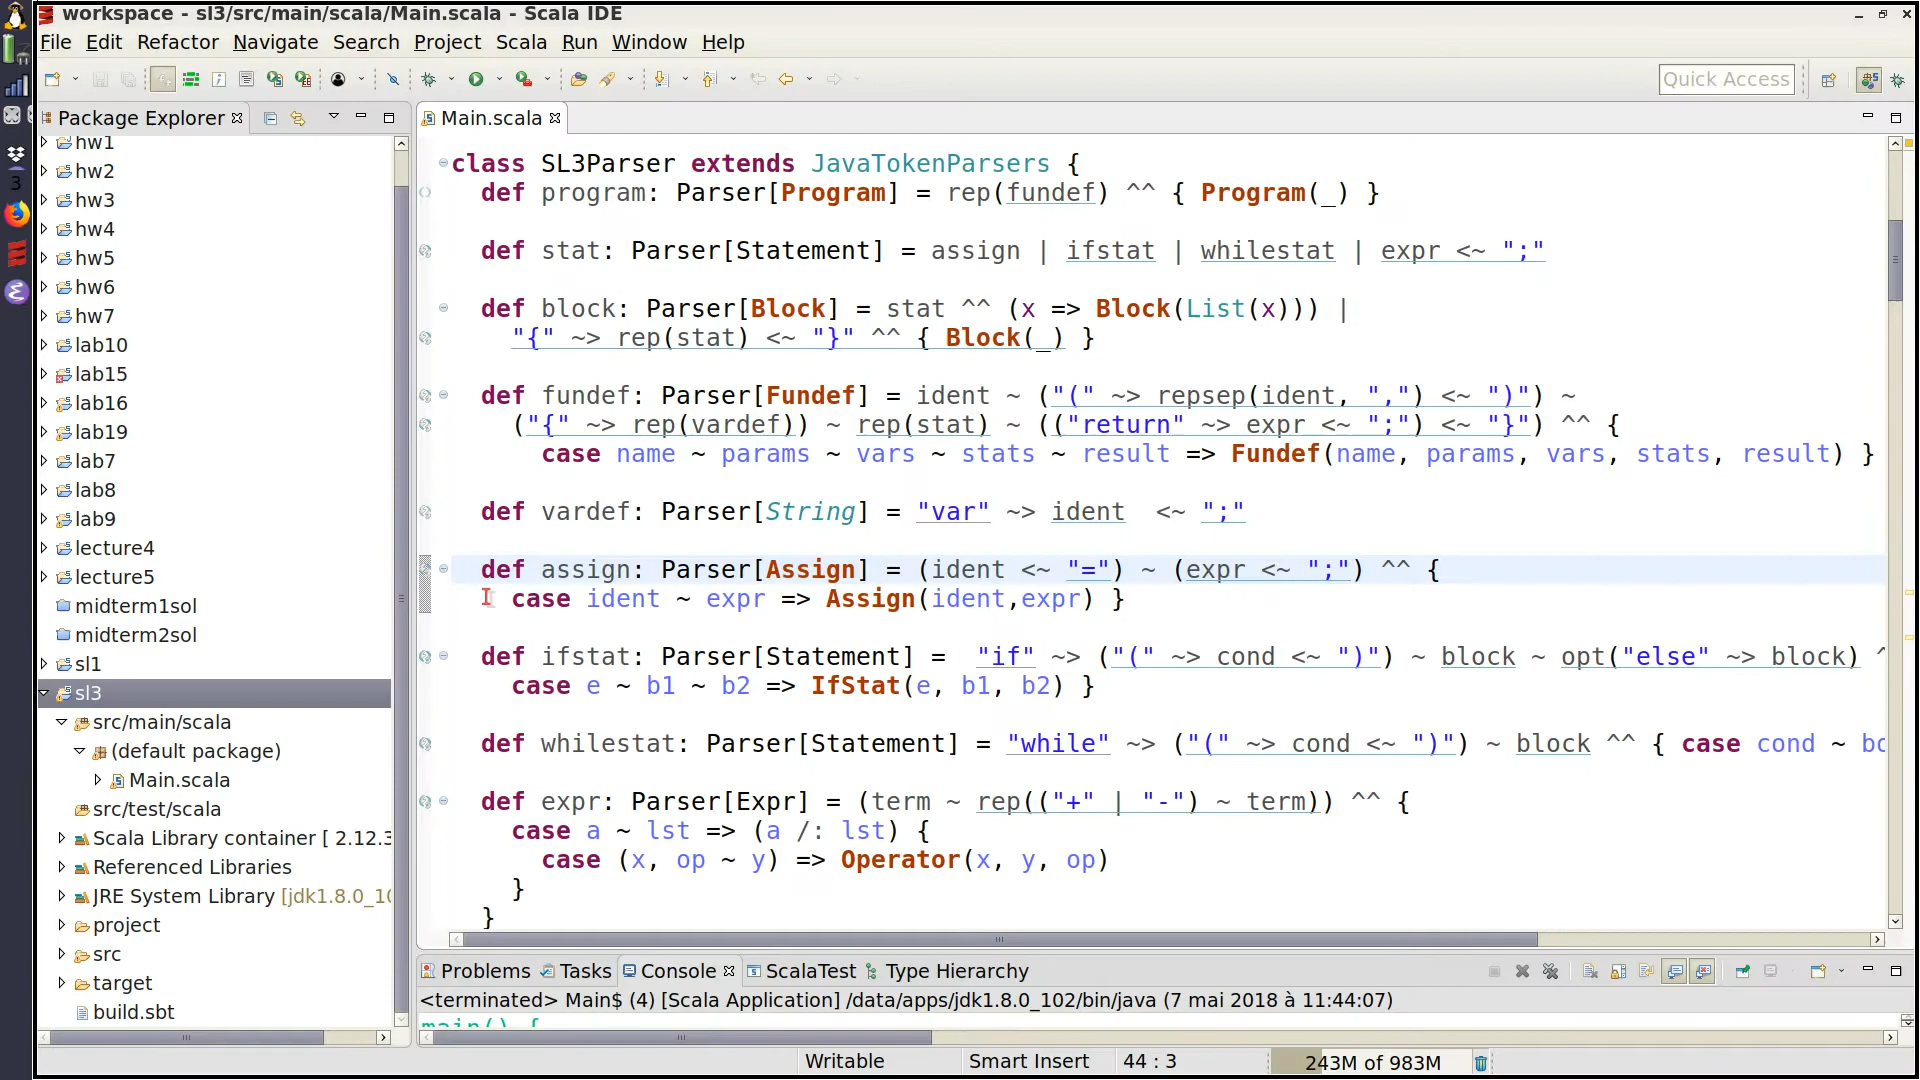 workspace - sl3/src/main/scala/Main.scala - Scala IDE
File Edit Refactor Navigate Search Project Scala Run Window Help
Quick Access
Package Explorer
Main.scala
3
hw1
hw2
hw3
hw4
hw5
hw6
hw7
lab10
lab15
lab16
lab19
lab7
lab8
lab9
lecture4
lecture5
midterm1sol
midterm2sol
sl1
sl3
src/main/scala
(default package)
Main.scala
src/test/scala
Scala Library container [ 2.12.3
Referenced Libraries
JRE System Library [jdk1.8.0_10
project
src
target
build.sbt
class SL3Parser extends JavaTokenParsers {
def program: Parser[Program] = rep(fundef) ^^ { Program(_) }
def stat: Parser[Statement] = assign | ifstat | whilestat | expr <~ ";"
def block: Parser[Block] = stat ^^ (x => Block(List(x))) |
"{" ~> rep(stat) <~ "}" ^^ { Block(_) }
def fundef: Parser[Fundef] = ident ~ ("(" ~> repsep(ident, ",") <~ ")") ~
("{" ~> rep(vardef)) ~ rep(stat) ~ (("return" ~> expr <~ ";") <~ "}") ^^ {
case name ~ params ~ vars ~ stats ~ result => Fundef(name, params, vars, stats, result) }
def vardef: Parser[String] = "var" ~> ident  <~ ";"
def assign: Parser[Assign] = (ident <~ "=") ~ (expr <~ ";") ^^ {
case ident ~ expr => Assign(ident,expr) }
def ifstat: Parser[Statement] =  "if" ~> ("(" ~> cond <~ ")") ~ block ~ opt("else" ~> block) ^
case e ~ b1 ~ b2 => IfStat(e, b1, b2) }
def whilestat: Parser[Statement] = "while" ~> ("(" ~> cond <~ ")") ~ block ^^ { case cond ~ bo
def expr: Parser[Expr] = (term ~ rep(("+" | "-") ~ term)) ^^ {
case a ~ lst => (a /: lst) {
case (x, op ~ y) => Operator(x, y, op)
}
}
Problems Tasks Console ScalaTest Type Hierarchy
<terminated> Main$ (4) [Scala Application] /data/apps/jdk1.8.0_102/bin/java (7 mai 2018 à 11:44:07)
main() {
Writable Smart Insert 44 : 3 243M of 983M